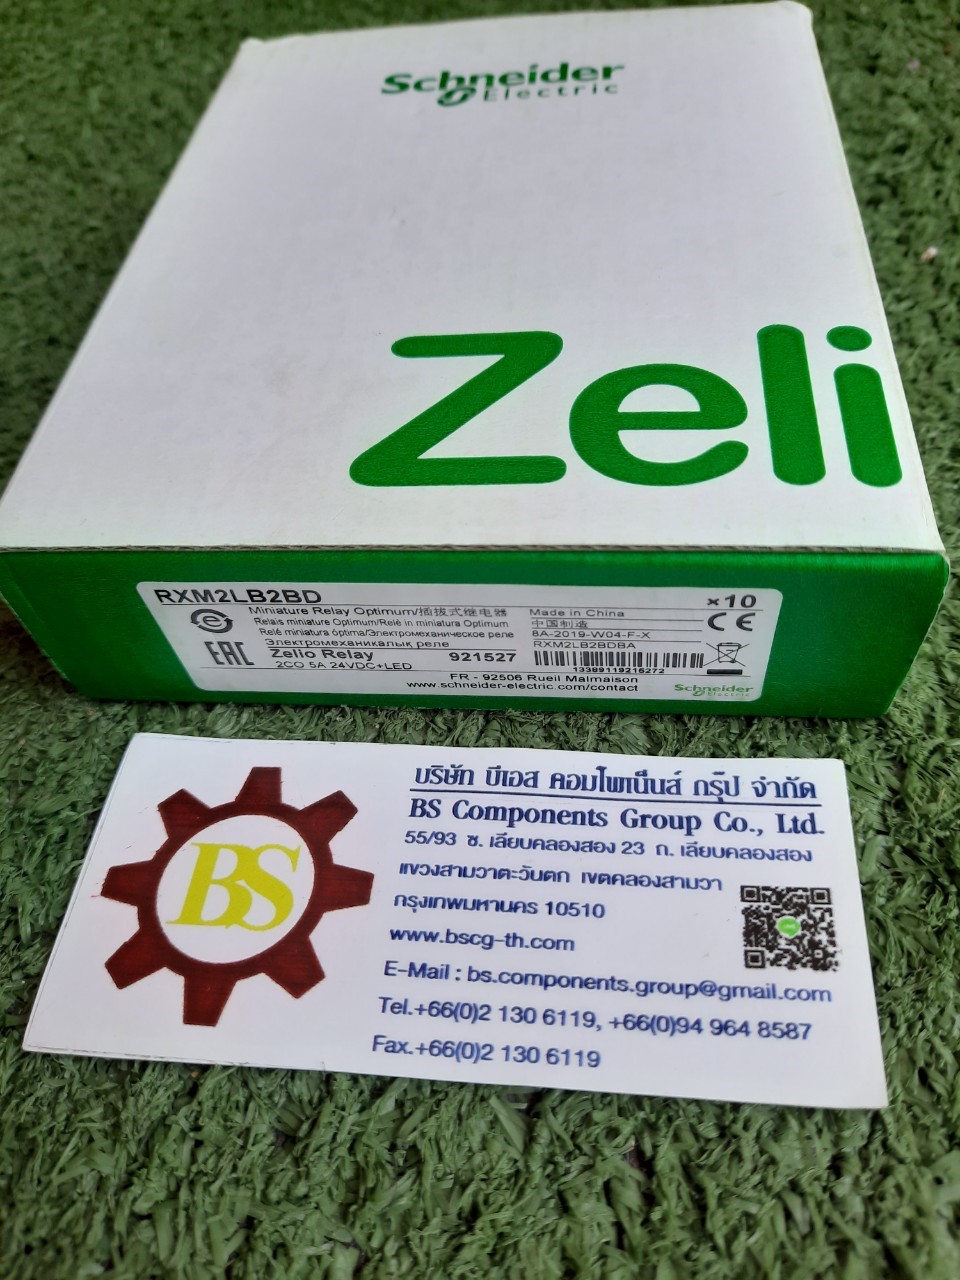 Schneider
Electric
Zeli
RXM2LB2BD
×10
Miniature Relay Optimum/插拔式继电器
Relais miniature Optimum/Relé in miniatura Optimum
Relé miniatura óptima/Электромеханическое реле
Электромеханикалық реле
Zelio Relay
921527
2CO 5A 24VDC+LED
Made in China
中国制造
8A-2019-W04-F-X
RXM2LB2BDBA
13389119216272
CE
EAC
FR - 92506 Rueil Malmaison
www.schneider-electric.com/contact
Schneider
Electric
BS
บริษัท บีเอส คอมโพเน็นส์ กรุ๊ป จำกัด
BS Components Group Co., Ltd.
55/93 ซ. เลียบคลองสอง 23 ถ. เลียบคลองสอง
แขวงสามวาตะวันตก เขตคลองสามวา
กรุงเทพมหานคร 10510
www.bscg-th.com
E-Mail : bs.components.group@gmail.com
Tel.+66(0)2 130 6119, +66(0)94 964 8587
Fax.+66(0)2 130 6119